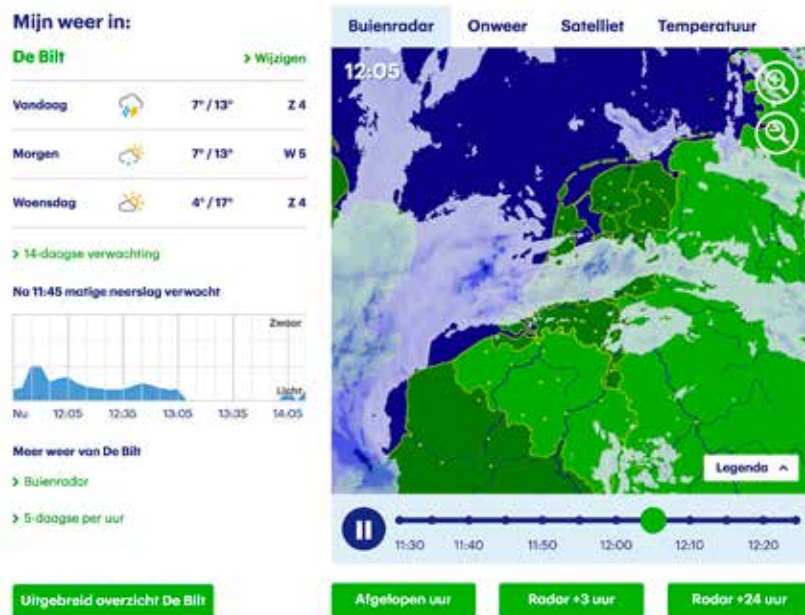 Mijn weer in:
De Bilt
> Wijzigen
Vandaag 7° / 13° Z 4
Morgen 7° / 13° W 5
Woensdag 4° / 17° Z 4
> 14-daagse verwachting
Na 11:45 matige neerslag verwacht
Zwaar
Licht
Nu 12:05 12:35 13:05 13:35 14:05
Meer weer van De Bilt
> Buienradar
> 5-daagse per uur
Uitgebreid overzicht De Bilt
Buienradar Onweer Satelliet Temperatuur
12:05
Legenda
11:30 11:40 11:50 12:00 12:10 12:20
Afgelopen uur Radar +3 uur Radar +24 uur